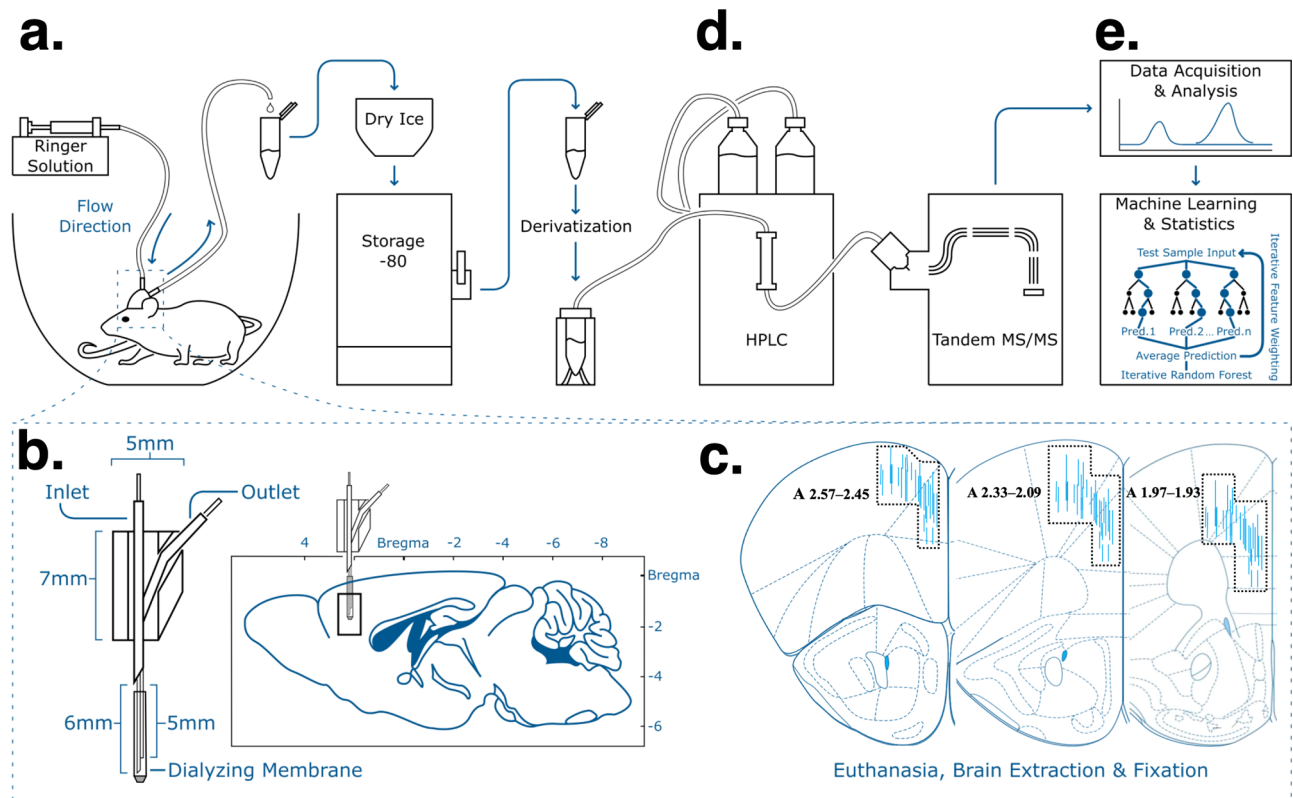 a.
Ringer
Solution
Flow
Direction
Dry Ice
Storage
-80
Derivatization
d.
HPLC
Tandem MS/MS
e.
Data Acquisition
& Analysis
Machine Learning
& Statistics
Test Sample Input
Pred.1
Pred.2...
Pred.n
Average Prediction
Iterative Random Forest
Iterative Feature Weighting
b.
5mm
Inlet
Outlet
7mm
6mm
5mm
Dialyzing Membrane
4
Bregma
-2
-4
-6
-8
Bregma
-2
-4
-6
c.
A 2.57–2.45
A 2.33–2.09
A 1.97–1.93
Euthanasia, Brain Extraction & Fixation